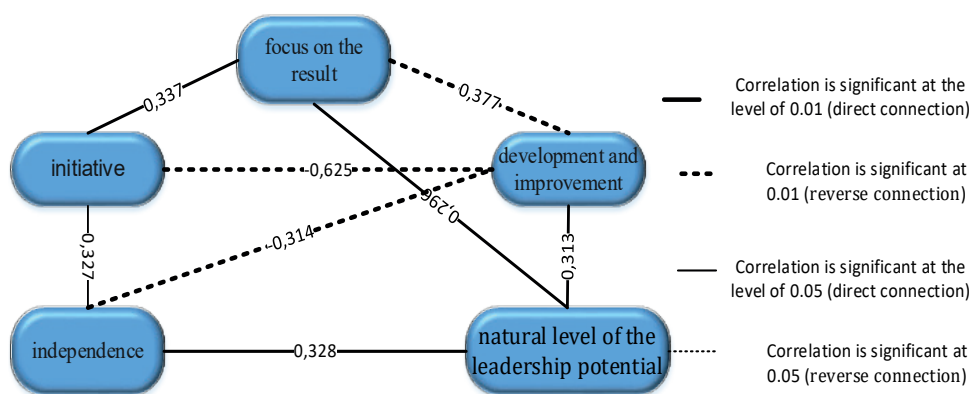 focus on the
result
0,337
0,377
initiative
-0,625
development and
improvement
0,296
-0,314
0,327
0,313
independence
0,328
natural level of the
leadership potential
Correlation is significant at the
level of 0.01 (direct connection)
Correlation is significant at
0.01 (reverse connection)
Correlation is significant at the
level of 0.05 (direct connection)
Correlation is significant at
0.05 (reverse connection)